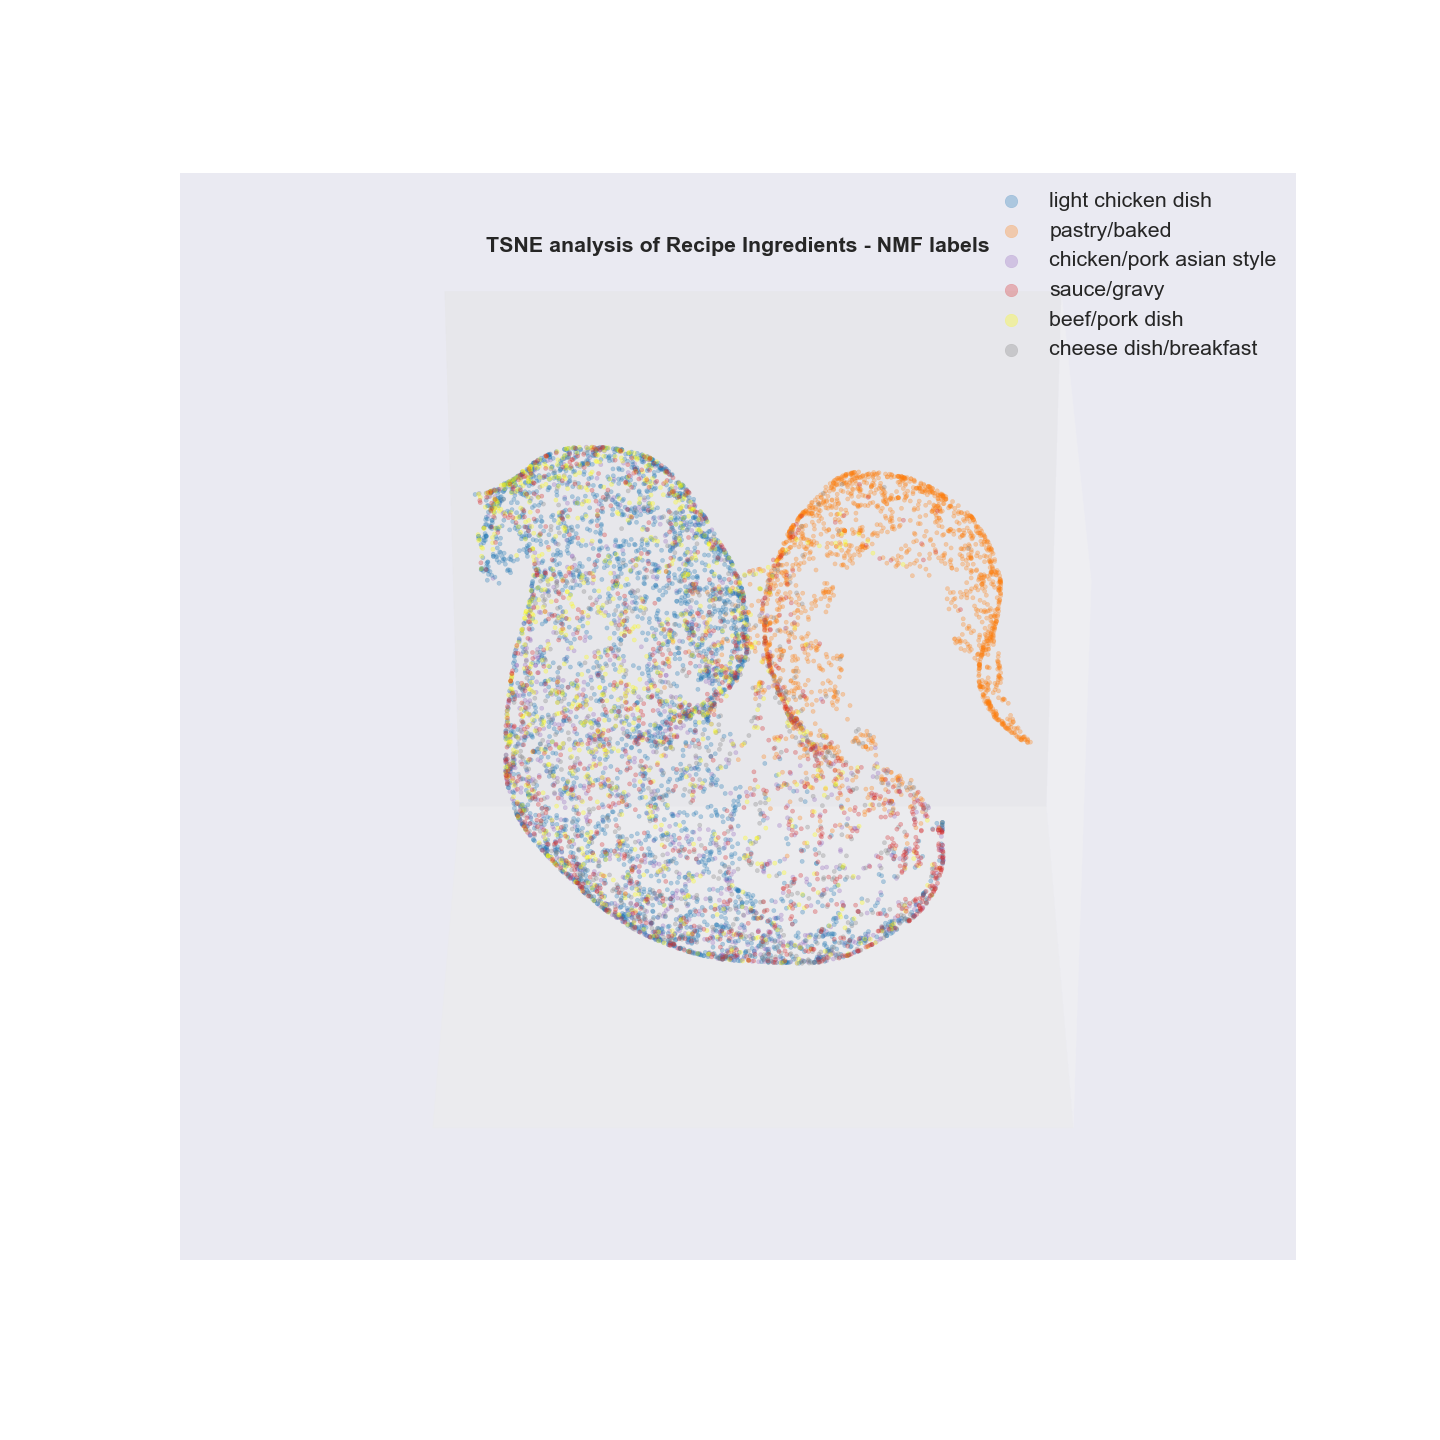 TSNE analysis of Recipe Ingredients - NMF labels
light chicken dish
pastry/baked
chicken/pork asian style
sauce/gravy
beef/pork dish
cheese dish/breakfast